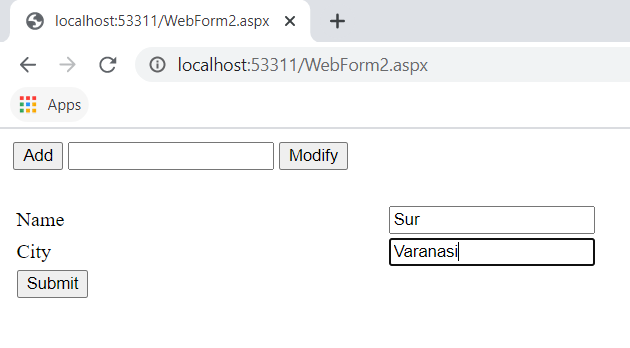 localhost:53311/WebForm2.aspx
localhost:53311/WebForm2.aspx
Apps
Add Modify
Name Sur
City Varanasi
Submit